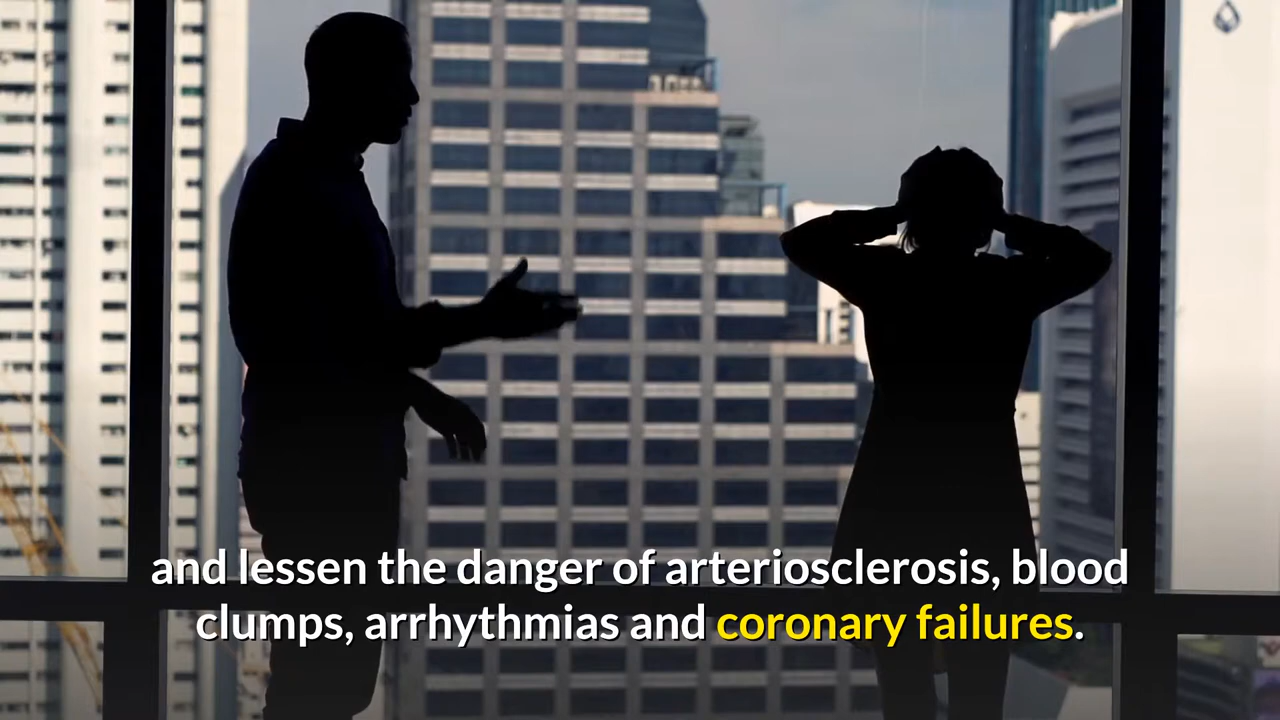 and lessen the danger of arteriosclerosis, blood
clumps, arrhythmias and coronary failures.